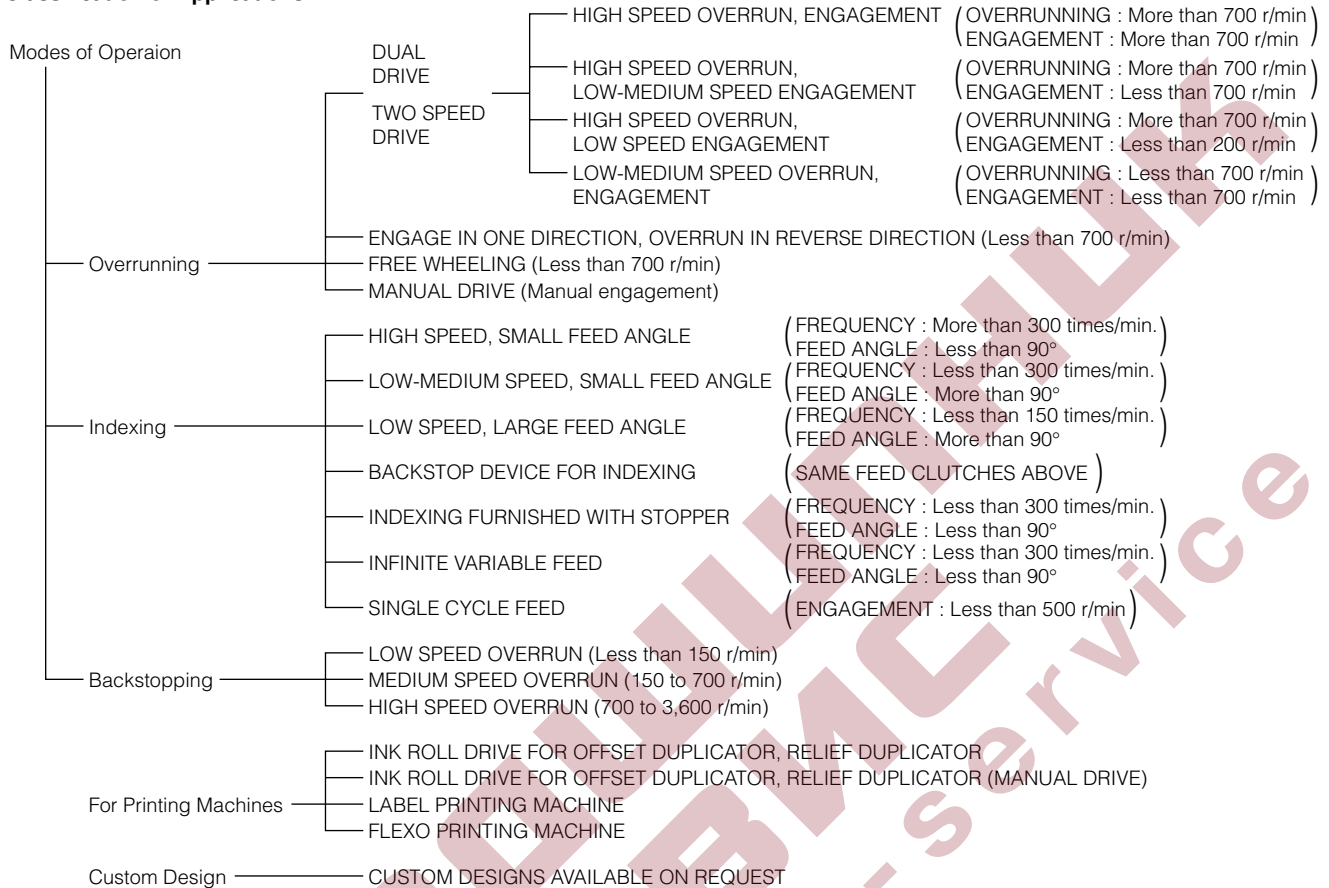 Modes of Operaion
DUAL
DRIVE
TWO SPEED
DRIVE
HIGH SPEED OVERRUN, ENGAGEMENT (OVERRUNNING : More than 700 r/min
ENGAGEMENT : More than 700 r/min)
HIGH SPEED OVERRUN, (OVERRUNNING : More than 700 r/min
LOW-MEDIUM SPEED ENGAGEMENT ENGAGEMENT : Less than 700 r/min)
HIGH SPEED OVERRUN, (OVERRUNNING : More than 700 r/min
LOW SPEED ENGAGEMENT ENGAGEMENT : Less than 200 r/min)
LOW-MEDIUM SPEED OVERRUN, (OVERRUNNING : Less than 700 r/min
ENGAGEMENT ENGAGEMENT : Less than 700 r/min)
Overrunning
ENGAGE IN ONE DIRECTION, OVERRUN IN REVERSE DIRECTION (Less than 700 r/min)
FREE WHEELING (Less than 700 r/min)
MANUAL DRIVE (Manual engagement)
Indexing
HIGH SPEED, SMALL FEED ANGLE (FREQUENCY : More than 300 times/min.
FEED ANGLE : Less than 90°)
LOW-MEDIUM SPEED, SMALL FEED ANGLE (FREQUENCY : Less than 300 times/min.
FEED ANGLE : More than 90°)
LOW SPEED, LARGE FEED ANGLE (FREQUENCY : Less than 150 times/min.
FEED ANGLE : More than 90°)
BACKSTOP DEVICE FOR INDEXING (SAME FEED CLUTCHES ABOVE)
INDEXING FURNISHED WITH STOPPER (FREQUENCY : Less than 300 times/min.
FEED ANGLE : Less than 90°)
INFINITE VARIABLE FEED (FREQUENCY : Less than 300 times/min.
FEED ANGLE : Less than 90°)
SINGLE CYCLE FEED (ENGAGEMENT : Less than 500 r/min)
Backstopping
LOW SPEED OVERRUN (Less than 150 r/min)
MEDIUM SPEED OVERRUN (150 to 700 r/min)
HIGH SPEED OVERRUN (700 to 3,600 r/min)
For Printing Machines
INK ROLL DRIVE FOR OFFSET DUPLICATOR, RELIEF DUPLICATOR
INK ROLL DRIVE FOR OFFSET DUPLICATOR, RELIEF DUPLICATOR (MANUAL DRIVE)
LABEL PRINTING MACHINE
FLEXO PRINTING MACHINE
Custom Design
CUSTOM DESIGNS AVAILABLE ON REQUEST
service